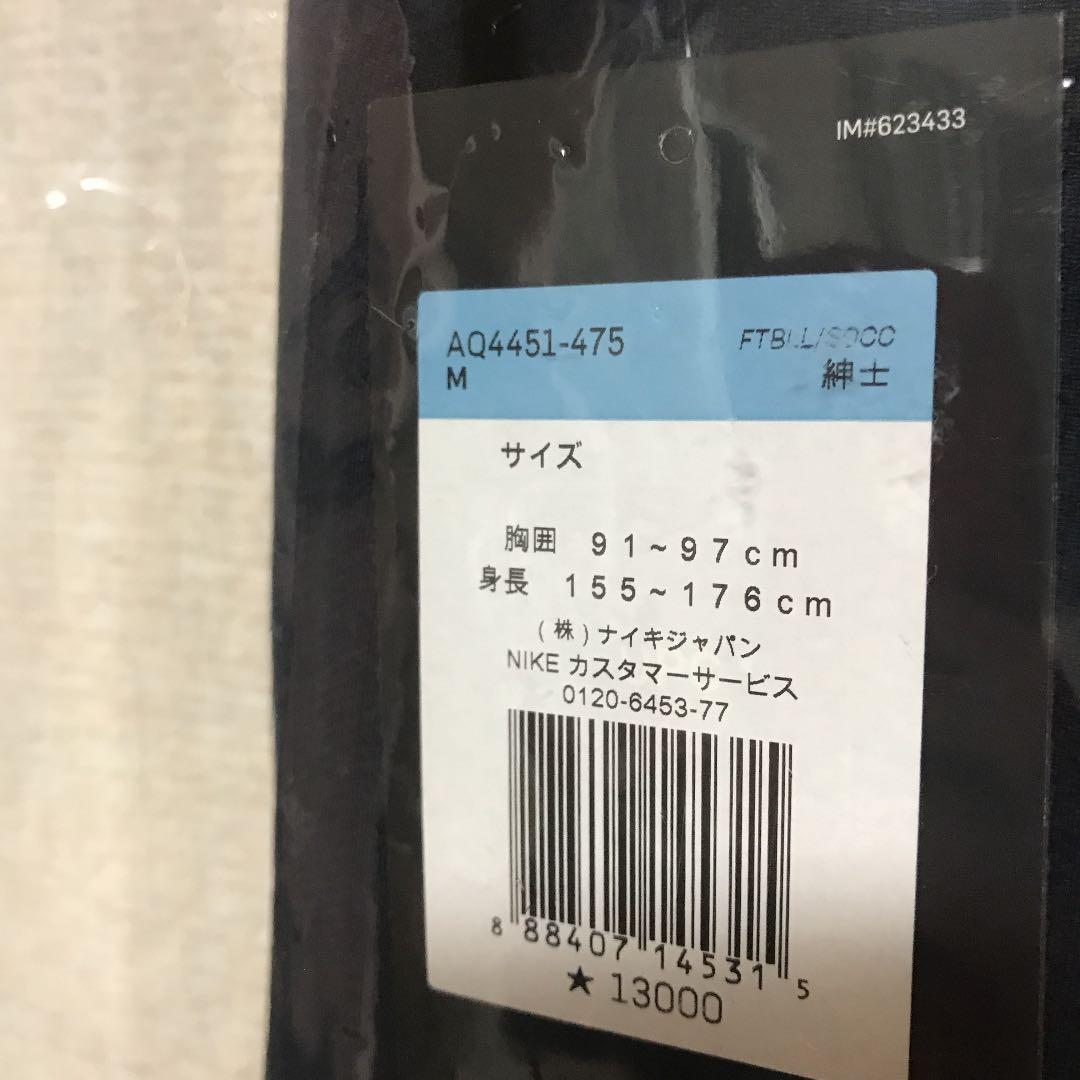 IM#623433
AQ4451-475
FTBLL/SOCC
M
紳士
サイズ
胸囲 91~97cm
身長 155~176cm
(株)ナイキジャパン
NIKE カスタマーサービス
0120-6453-77
8 88407 14531 5
★ 13000